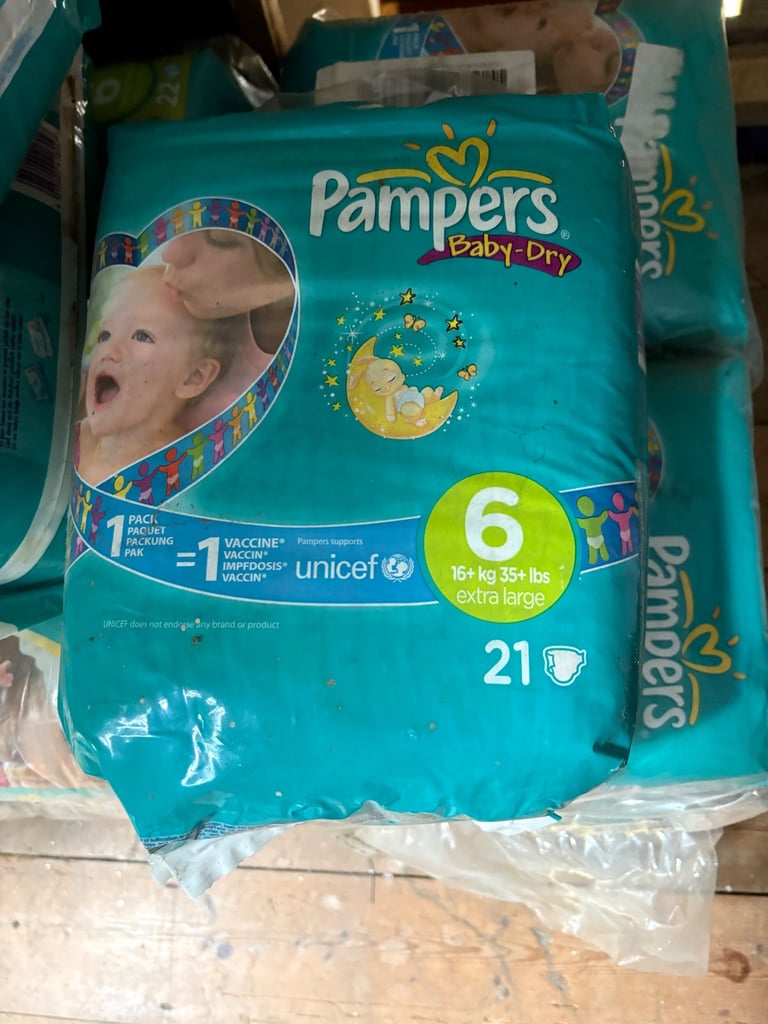 Pampers®
Baby-Dry
1 PACK
PAQUET
PACKUNG
PAK
=1 VACCINE*
VACCIN*
IMPFDOSIS*
VACCIN*
Pampers supports
unicef
6
16+ kg 35+ lbs
extra large
UNICEF does not endorse any brand or product
21
22
Pampers
Pampers®